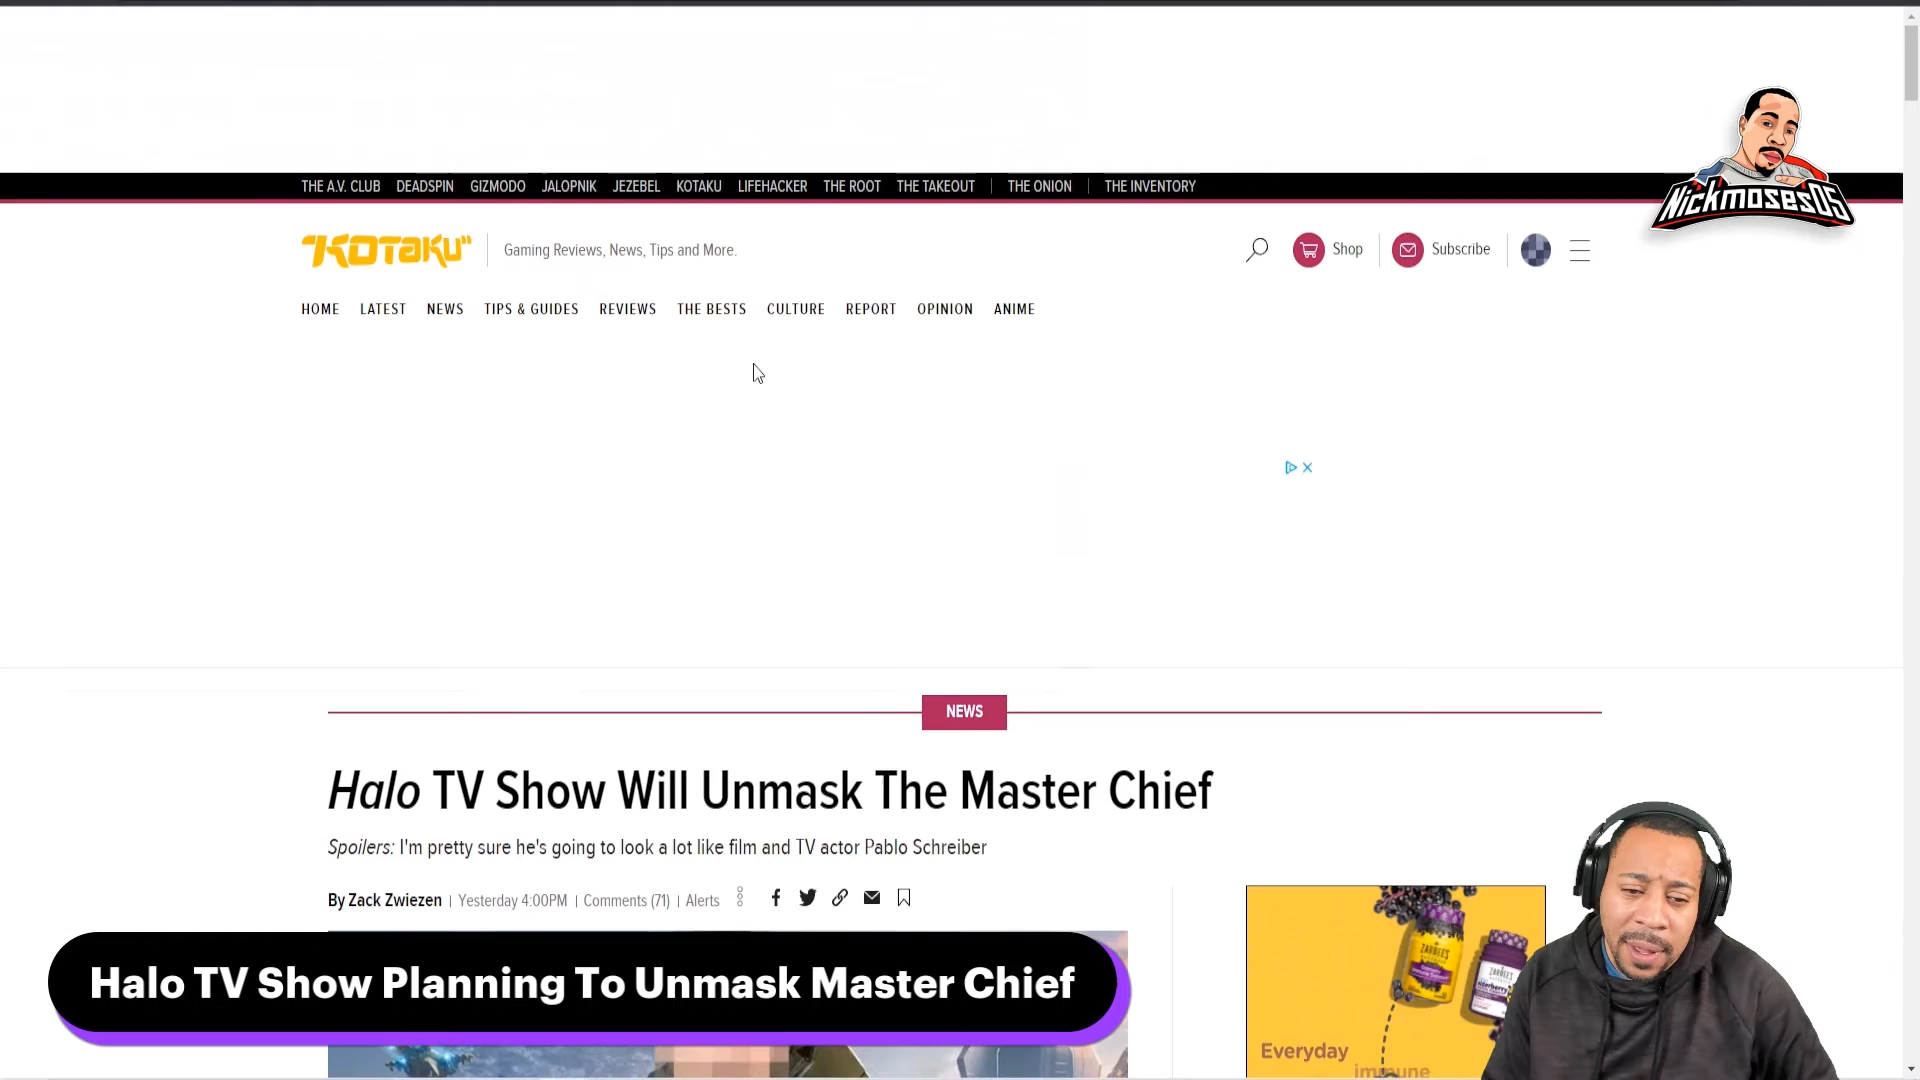 THE A.V. CLUB DEADSPIN GIZMODO JALOPNIK JEZEBEL KOTAKU LIFEHACKER THE ROOT THE TAKEOUT THE ONION THE INVENTORY
Nickmoses05
"KOTAKU" Gaming Reviews, News, Tips and More. Shop Subscribe
HOME LATEST NEWS TIPS & GUIDES REVIEWS THE BESTS CULTURE REPORT OPINION ANIME
NEWS
Halo TV Show Will Unmask The Master Chief
Spoilers: I'm pretty sure he's going to look a lot like film and TV actor Pablo Schreiber
By Zack Zwiezen | Yesterday 4:00PM | Comments (71) | Alerts
ZARBEE'S
ZARBEE'S
Halo TV Show Planning To Unmask Master Chief
Everyday
immune